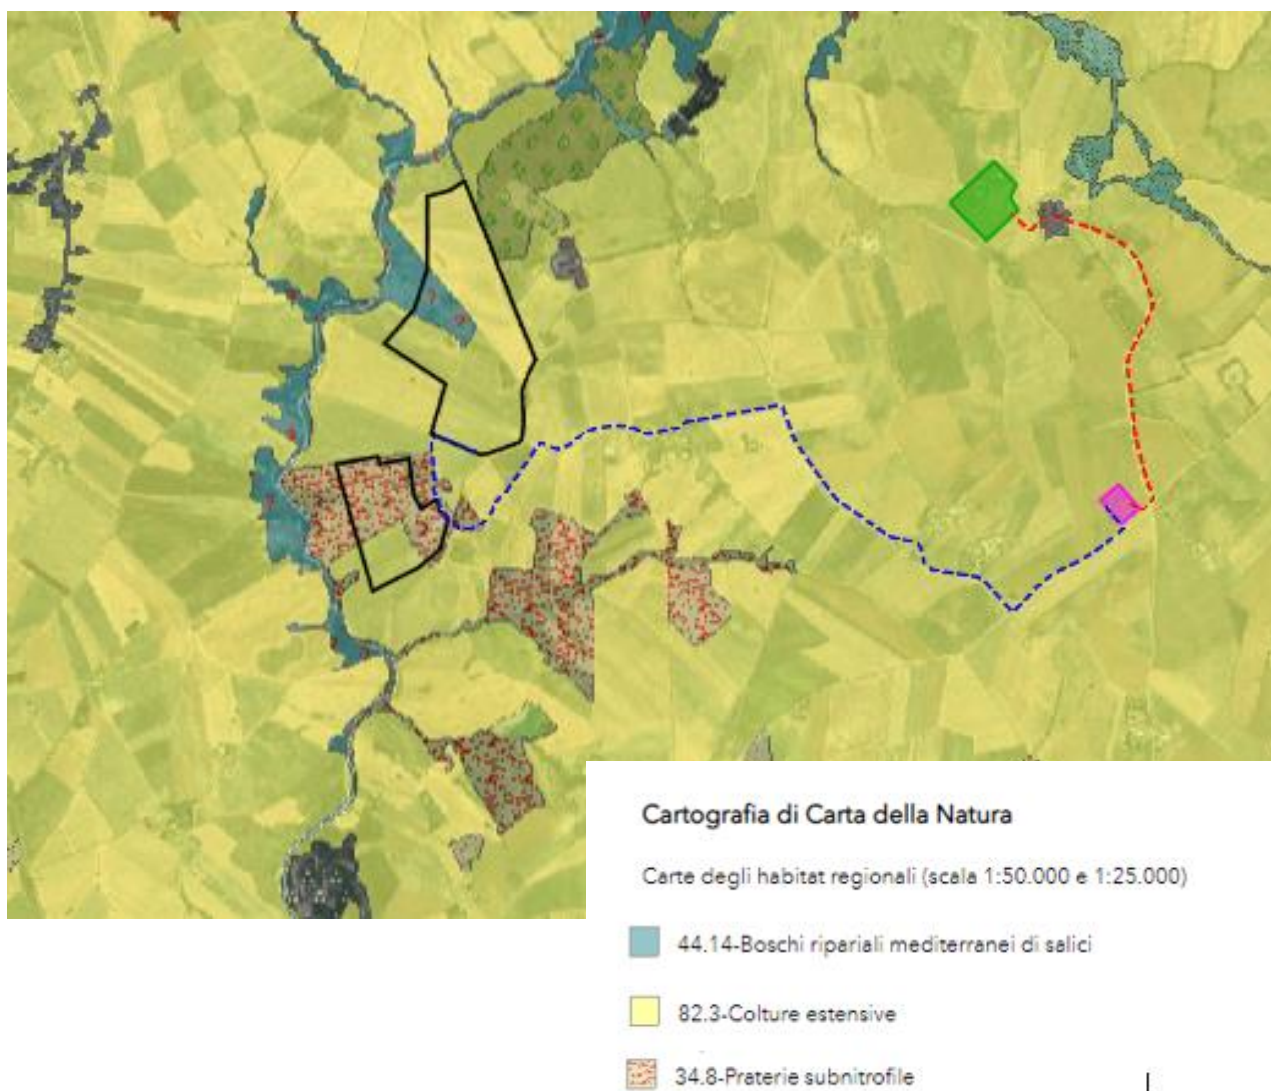 Cartografia di Carta della Natura
Carte degli habitat regionali (scala 1:50.000 e 1:25.000)
44.14-Boschi ripariali mediterranei di salici
82.3-Colture estensive
34.8-Praterie subnitrofile